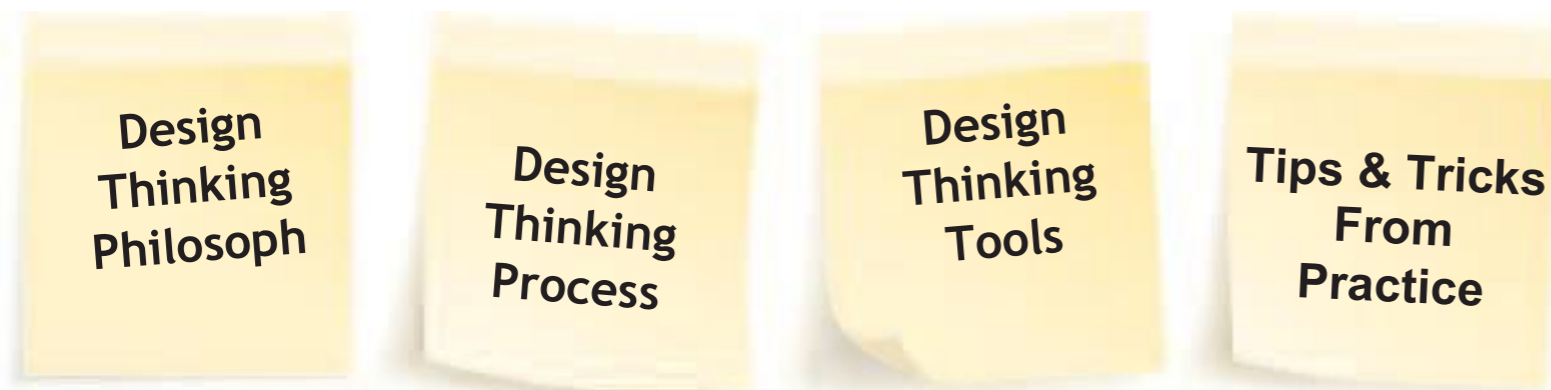 Design
Thinking
Philosoph
Design
Thinking
Process
Design
Thinking
Tools
Tips & Tricks
From
Practice